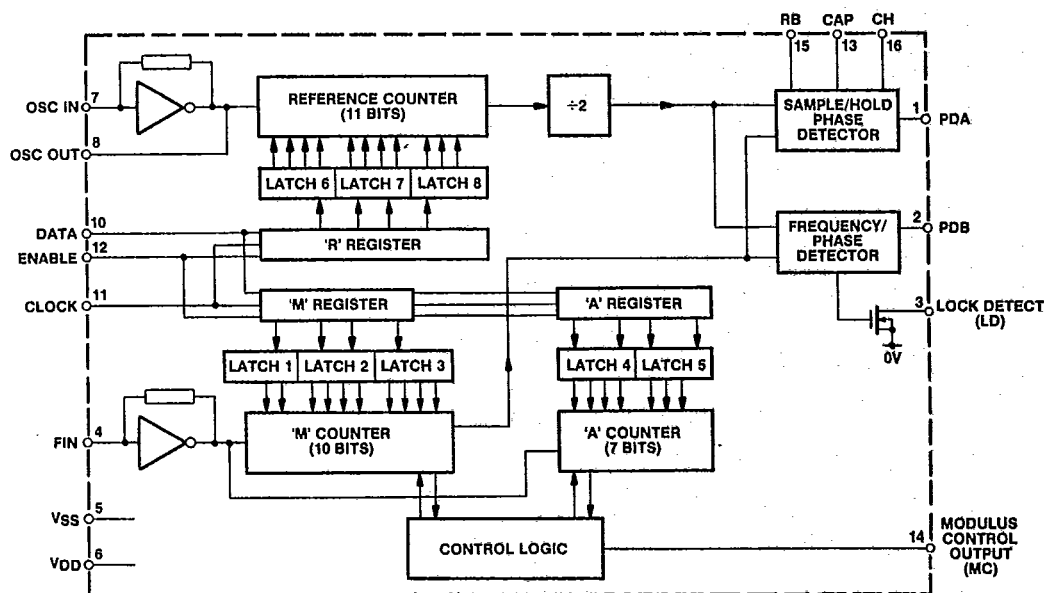 RB CAP CH
15 13 16
OSC IN 7
REFERENCE COUNTER
(11 BITS)
÷2
SAMPLE/HOLD
PHASE
DETECTOR
1 PDA
OSC OUT 8
LATCH 6 LATCH 7 LATCH 8
DATA 10
'R' REGISTER
FREQUENCY/
PHASE
DETECTOR
2 PDB
ENABLE 12
CLOCK 11
'M' REGISTER
'A' REGISTER
3 LOCK DETECT
(LD)
0V
LATCH 1 LATCH 2 LATCH 3
LATCH 4 LATCH 5
FIN 4
'M' COUNTER
(10 BITS)
'A' COUNTER
(7 BITS)
VSS 5
CONTROL LOGIC
14 MODULUS
CONTROL
OUTPUT
(MC)
VDD 6